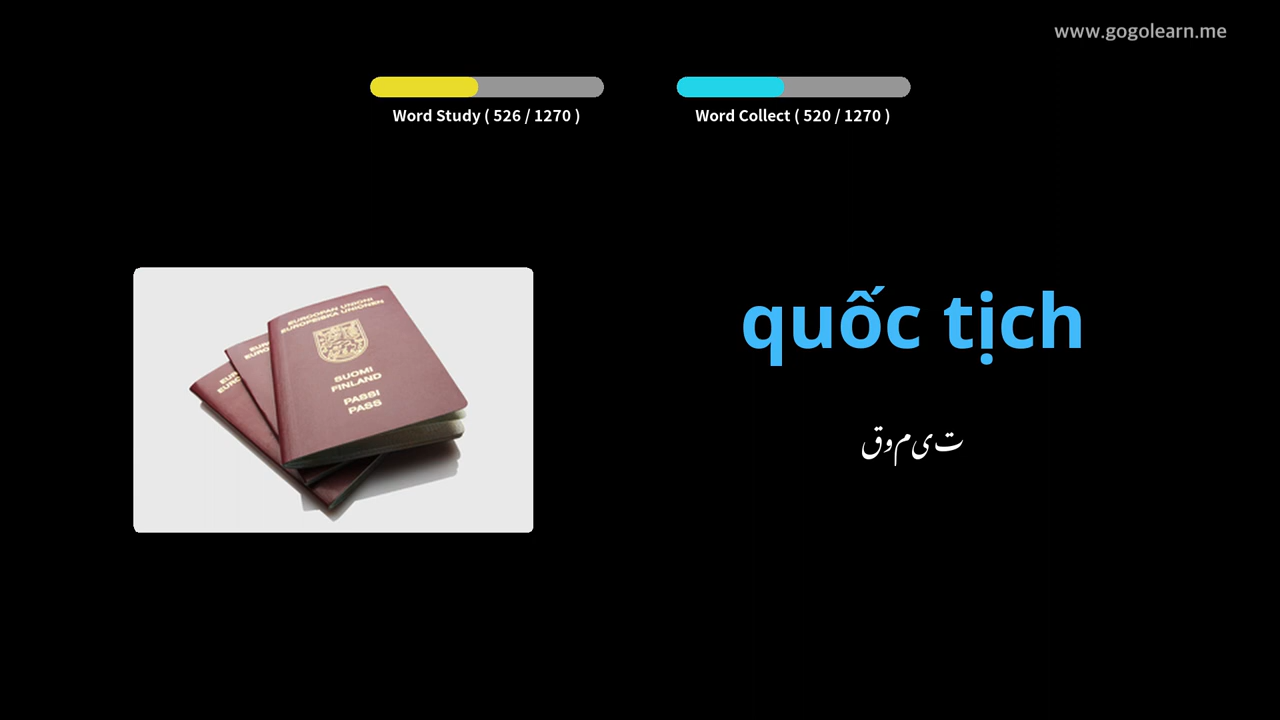 www.gogolearn.me
Word Study ( 526 / 1270 )
Word Collect ( 520 / 1270 )
EUROOPAN UNIONI
EUROPEISKA UNIONEN
SUOMI
FINLAND
PASSI
PASS
quốc tịch
قومیت